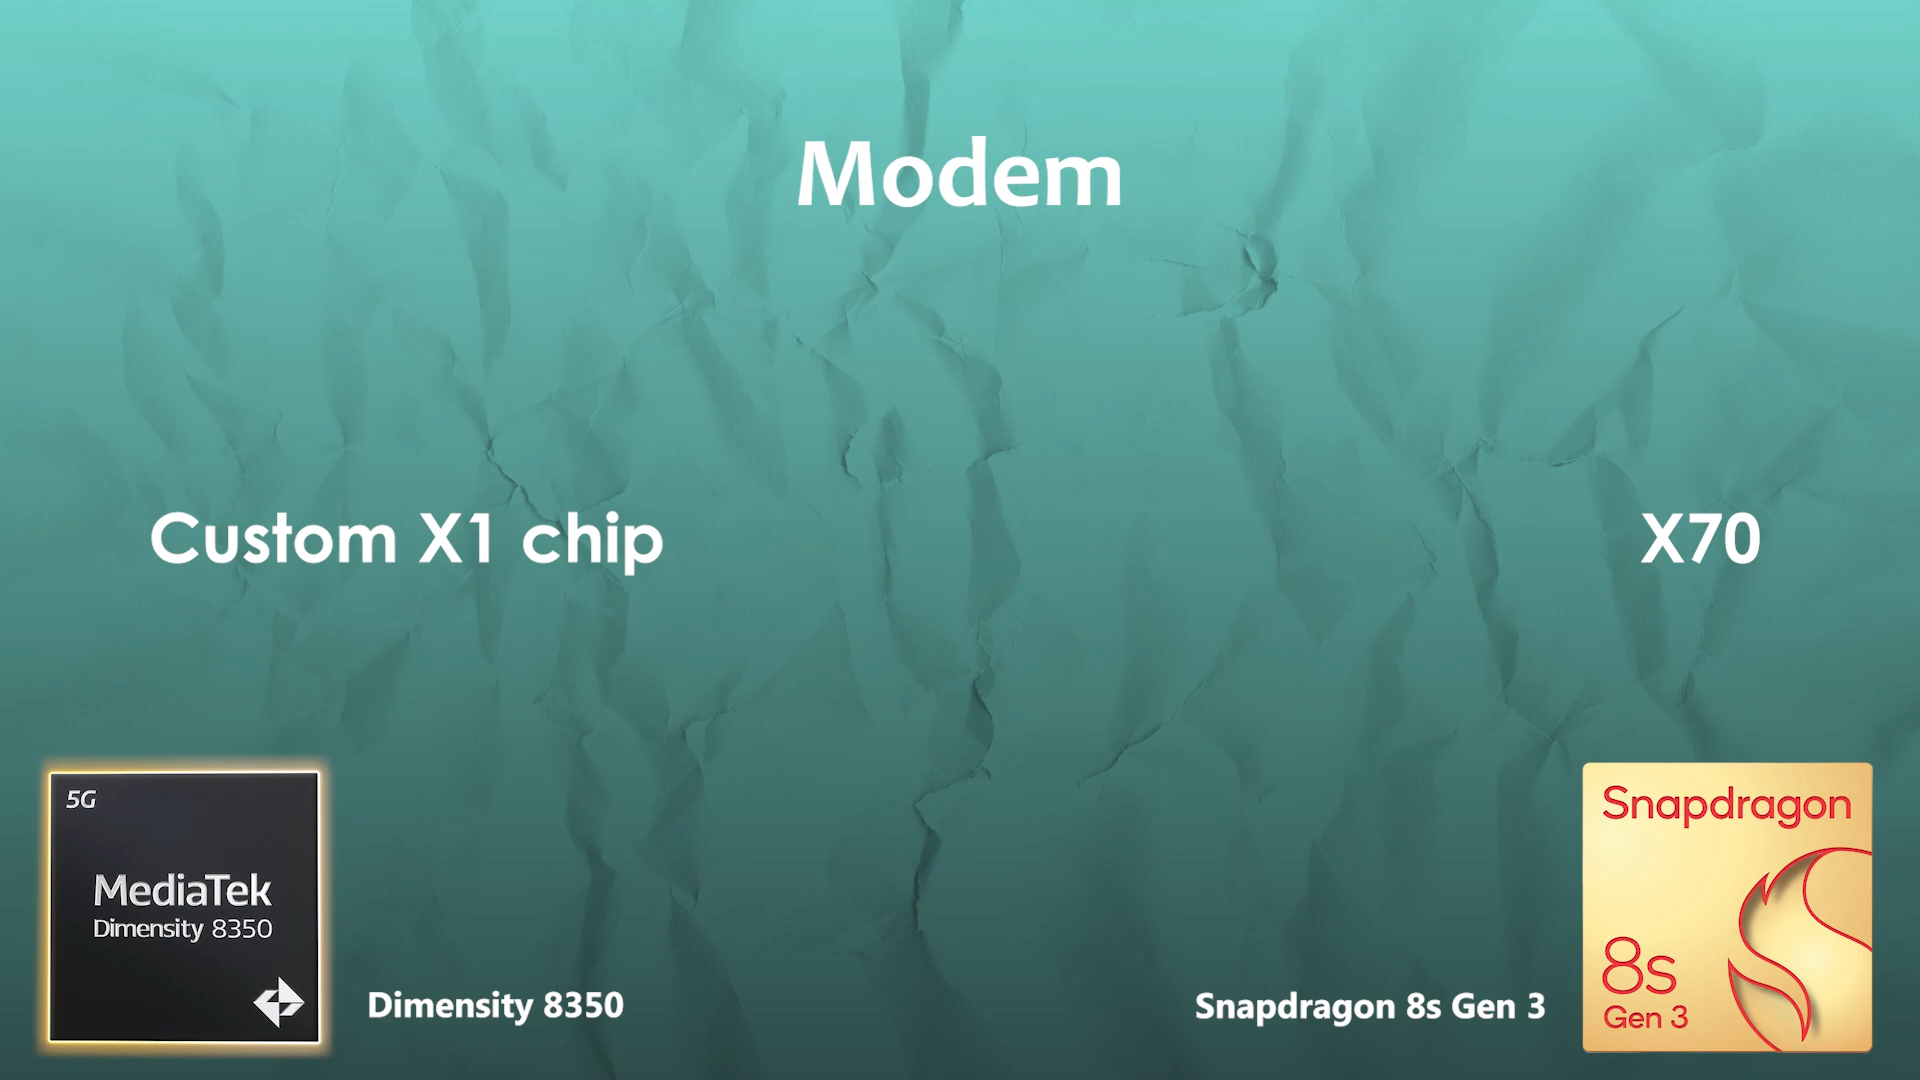 Modem
Custom X1 chip
X70
5G
MediaTek
Dimensity 8350
Dimensity 8350
Snapdragon 8s Gen 3
Snapdragon
8s
Gen 3